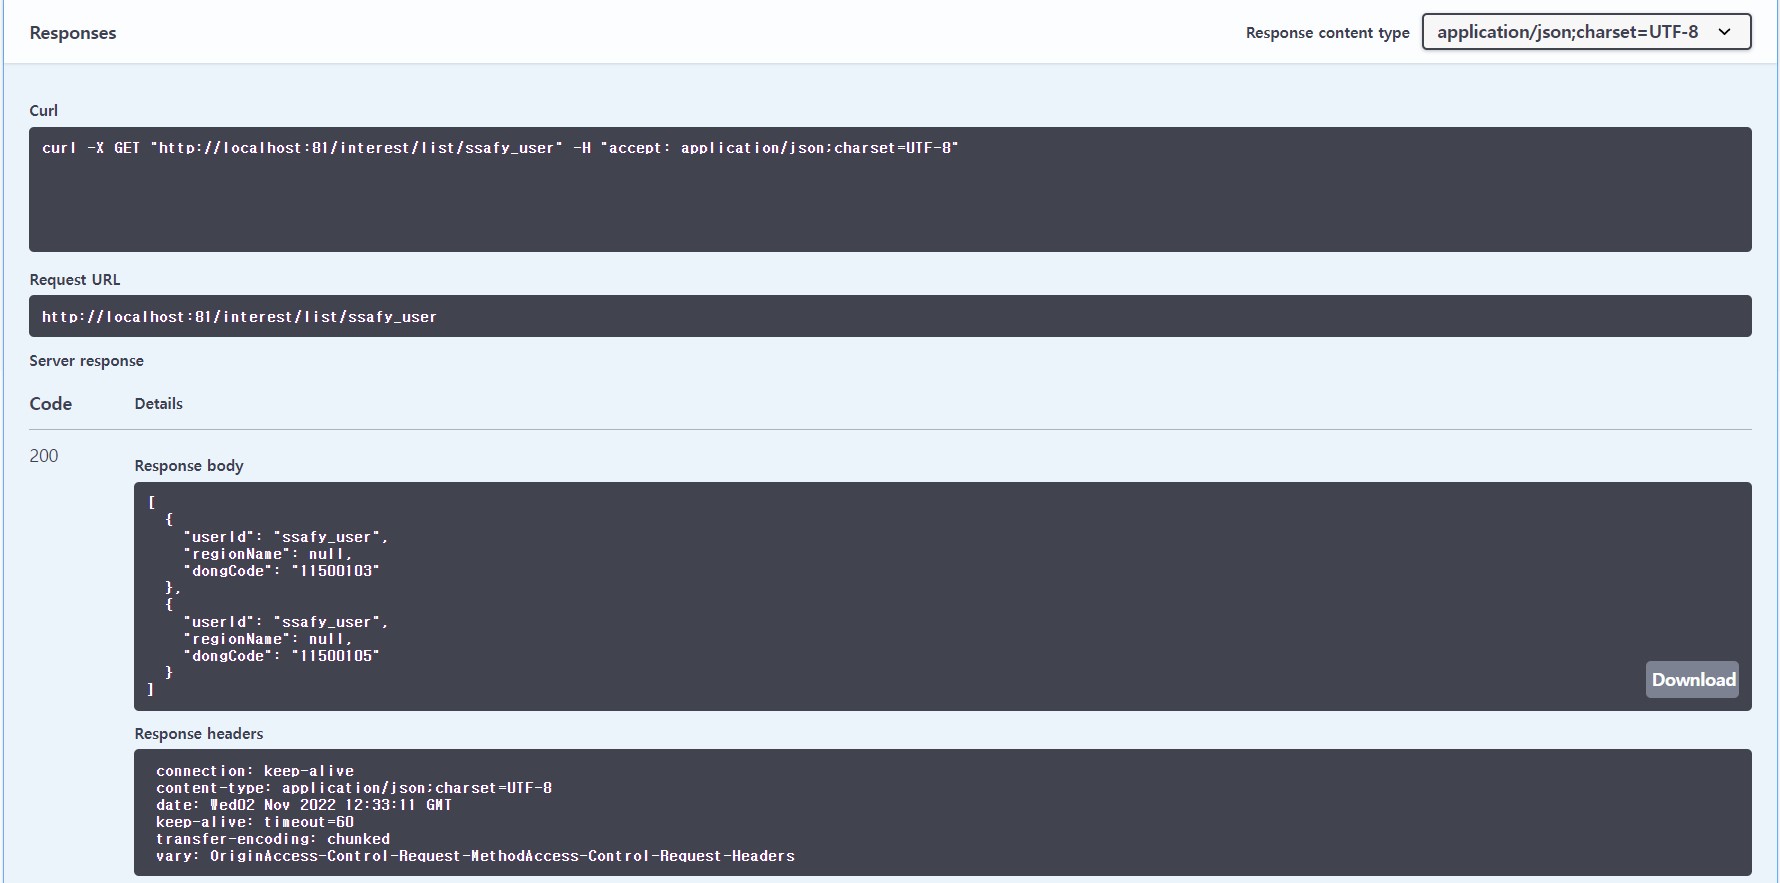 Responses
Response content type application/json;charset=UTF-8
Curl
curl -X GET "http://localhost:81/interest/list/ssafy_user" -H "accept: application/json;charset=UTF-8"
Request URL
http://localhost:81/interest/list/ssafy_user
Server response
Code Details
200
Response body
[
  {
    "userId": "ssafy_user",
    "regionName": null,
    "dongCode": "11500103"
  },
  {
    "userId": "ssafy_user",
    "regionName": null,
    "dongCode": "11500105"
  }
]
Download
Response headers
connection: keep-alive
content-type: application/json;charset=UTF-8
date: Wed02 Nov 2022 12:33:11 GMT
keep-alive: timeout=60
transfer-encoding: chunked
vary: OriginAccess-Control-Request-MethodAccess-Control-Request-Headers